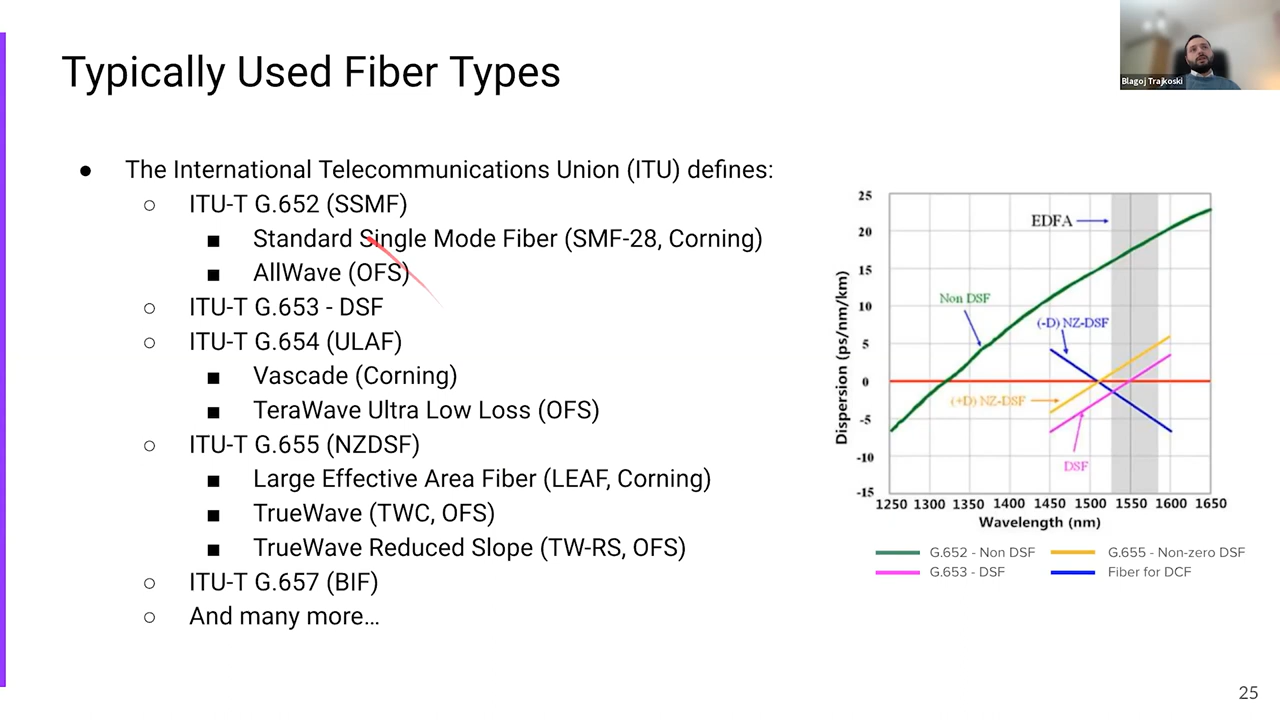 Typically Used Fiber Types
Blagoj Trajkoski
● The International Telecommunications Union (ITU) defines:
○ ITU-T G.652 (SSMF)
■ Standard Single Mode Fiber (SMF-28, Corning)
■ AllWave (OFS)
○ ITU-T G.653 - DSF
○ ITU-T G.654 (ULAF)
■ Vascade (Corning)
■ TeraWave Ultra Low Loss (OFS)
○ ITU-T G.655 (NZDSF)
■ Large Effective Area Fiber (LEAF, Corning)
■ TrueWave (TWC, OFS)
■ TrueWave Reduced Slope (TW-RS, OFS)
○ ITU-T G.657 (BIF)
○ And many more…
Dispersion (ps/nm/km)
25
20
15
10
5
0
-5
-10
-15
EDFA
Non DSF
(-D) NZ-DSF
(+D) NZ-DSF
DSF
1250 1300 1350 1400 1450 1500 1550 1600 1650
Wavelength (nm)
G.652 - Non DSF
G.655 - Non-zero DSF
G.653 - DSF
Fiber for DCF
25